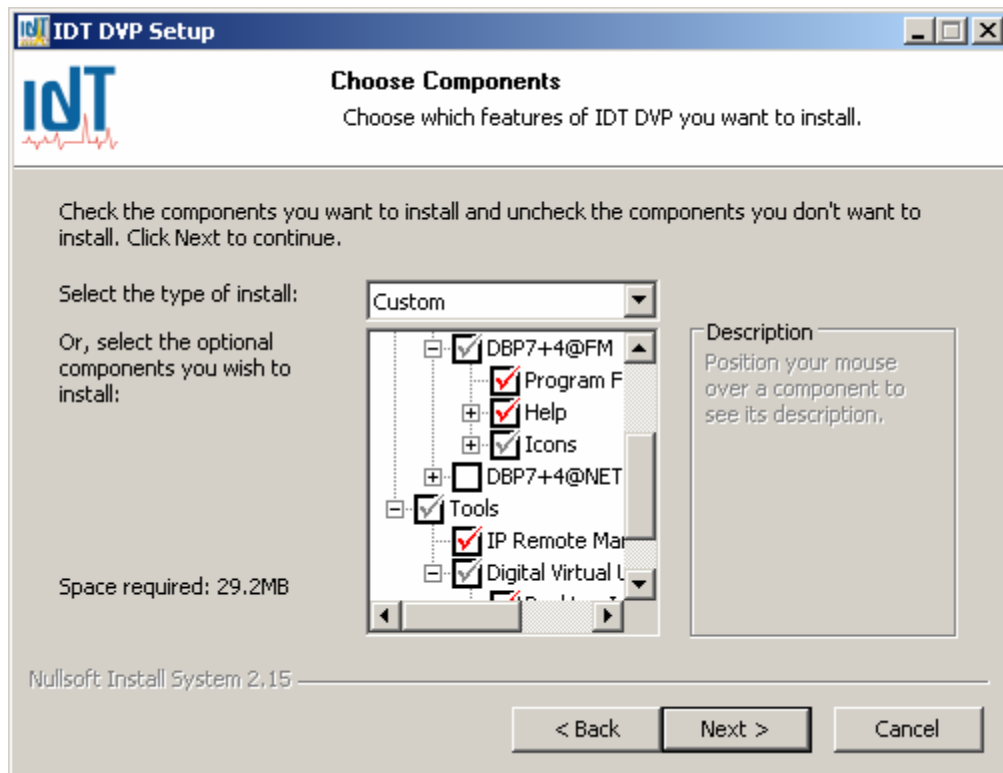 IDT DVP Setup
IDT
Choose Components
Choose which features of IDT DVP you want to install.
Check the components you want to install and uncheck the components you don't want to
install. Click Next to continue.
Select the type of install:
Custom
Or, select the optional
components you wish to
install:
DBP7+4@FM
Program F
Help
Icons
DBP7+4@NET
Tools
IP Remote Mar
Digital Virtual
Description
Position your mouse
over a component to
see its description.
Space required: 29.2MB
Nullsoft Install System 2.15
< Back
Next >
Cancel